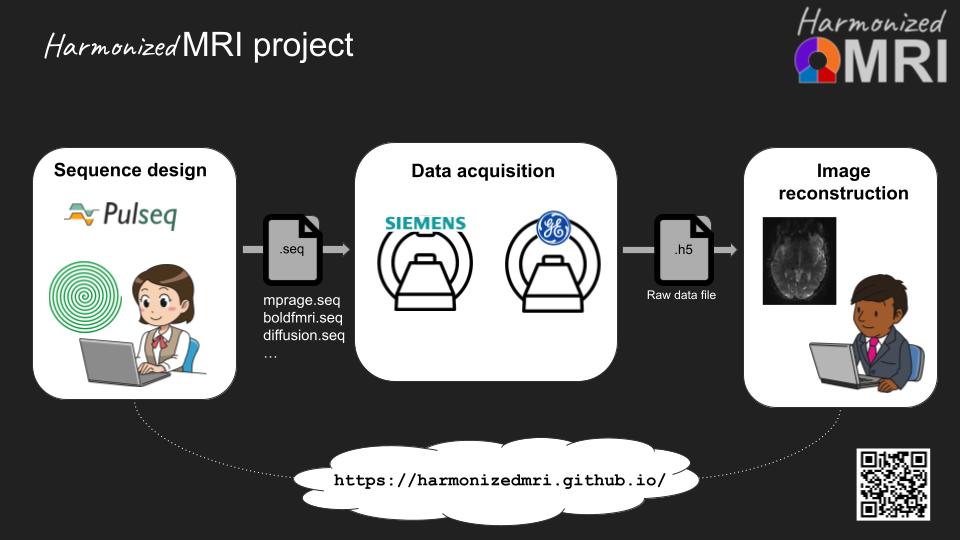 Harmonized MRI project
Harmonized
MRI
Sequence design
Pulseq
.seq
mprage.seq
boldfmri.seq
diffusion.seq
…
Data acquisition
SIEMENS
GE
.h5
Raw data file
Image
reconstruction
https://harmonizedmri.github.io/